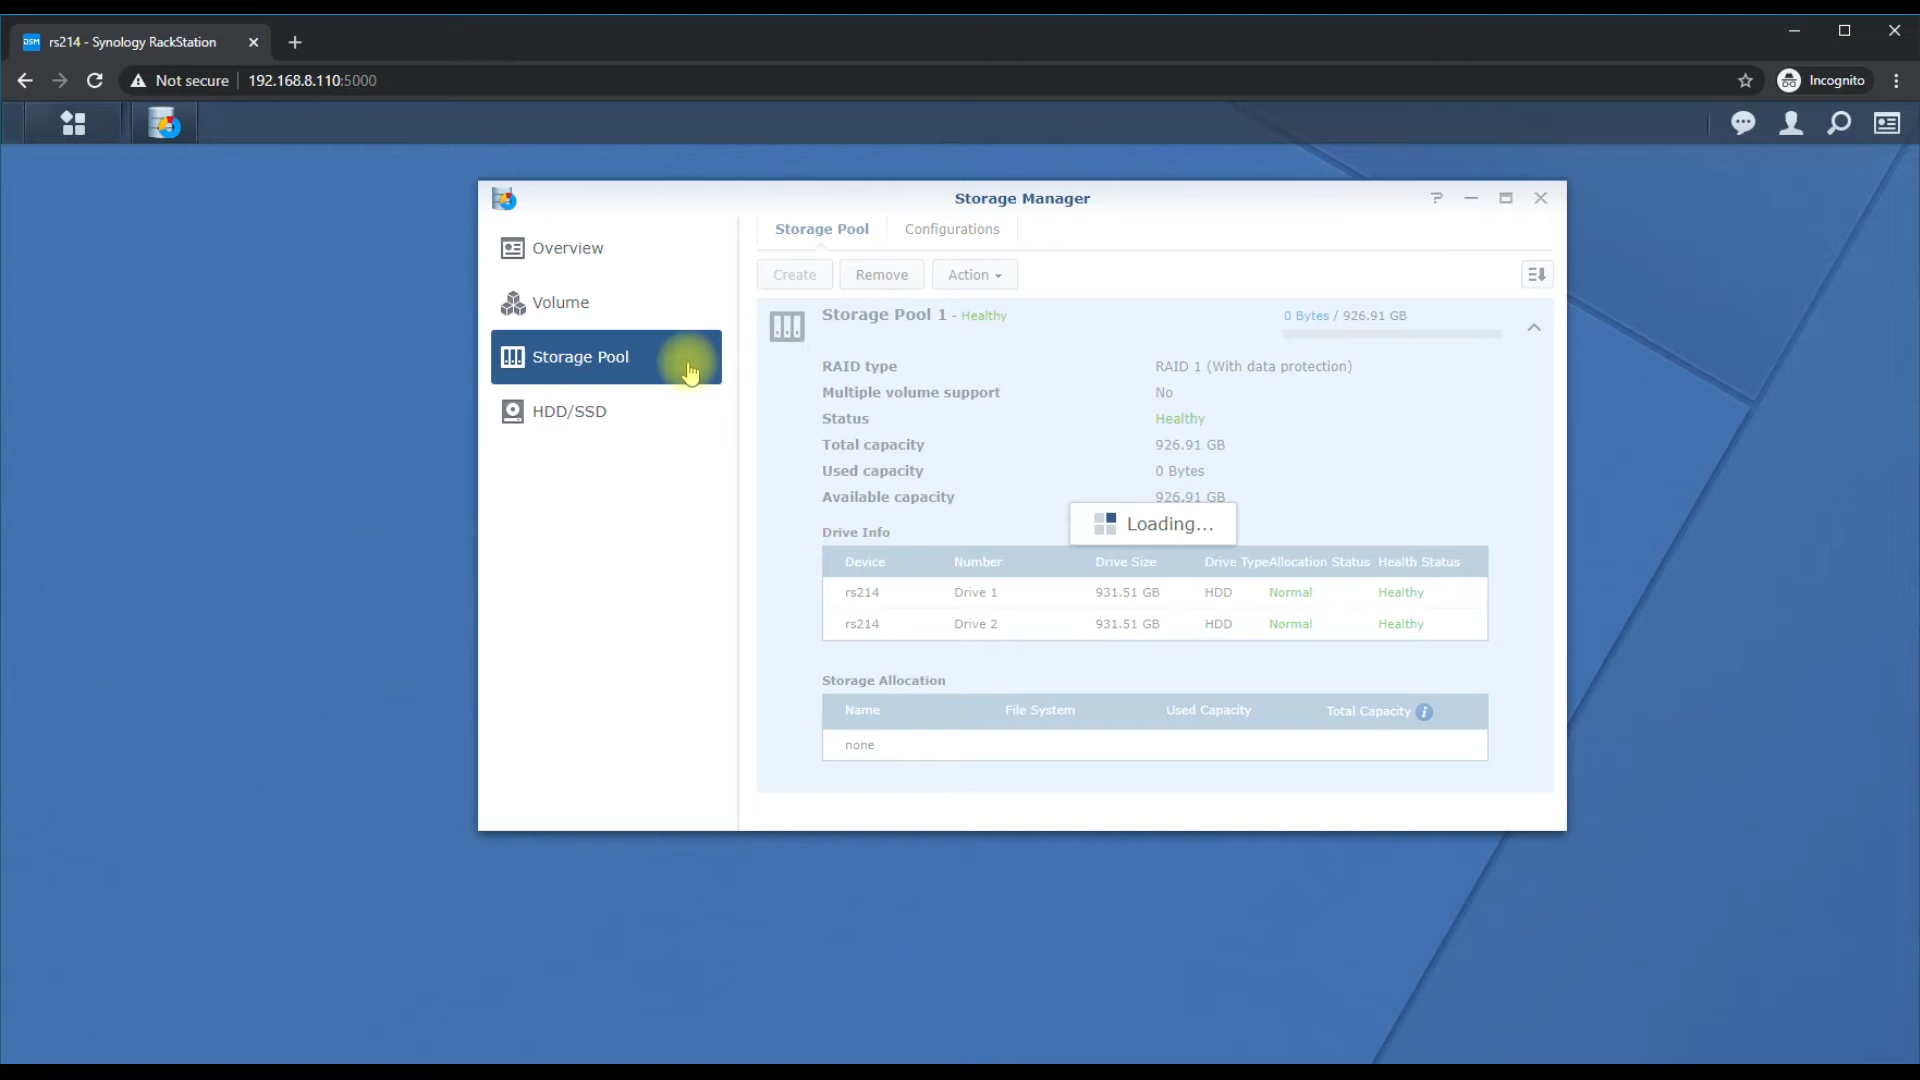 DSM rs214 - Synology RackStation
Not secure 192.168.8.110:5000 Incognito
Storage Manager
Overview
Volume
Storage Pool
HDD/SSD
Storage Pool Configurations
Create Remove Action
Storage Pool 1 - Healthy 0 Bytes / 926.91 GB
RAID type RAID 1 (With data protection)
Multiple volume support No
Status Healthy
Total capacity 926.91 GB
Used capacity 0 Bytes
Available capacity 926.91 GB
Loading...
Drive Info
Device Number Drive Size Drive Type Allocation Status Health Status
rs214 Drive 1 931.51 GB HDD Normal Healthy
rs214 Drive 2 931.51 GB HDD Normal Healthy
Storage Allocation
Name File System Used Capacity Total Capacity i
none